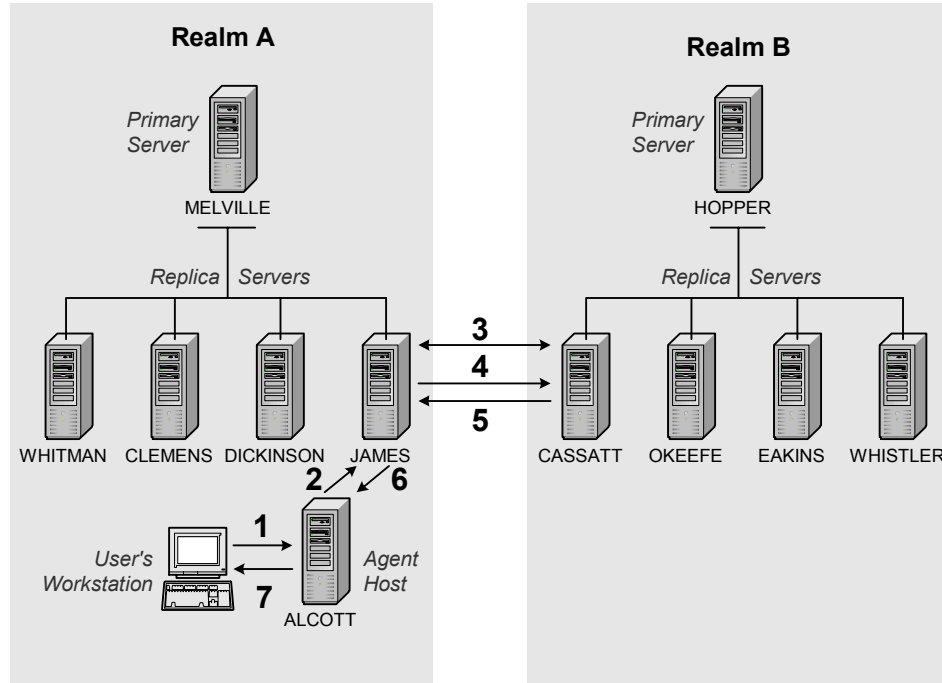 Realm A
Realm B
Primary
Server
Primary
Server
MELVILLE
HOPPER
Replica Servers
Replica Servers
3
4
5
WHITMAN CLEMENS DICKINSON JAMES
CASSATT OKEEFE EAKINS WHISTLER
2 6
1
User's
Workstation
Agent
Host
7
ALCOTT